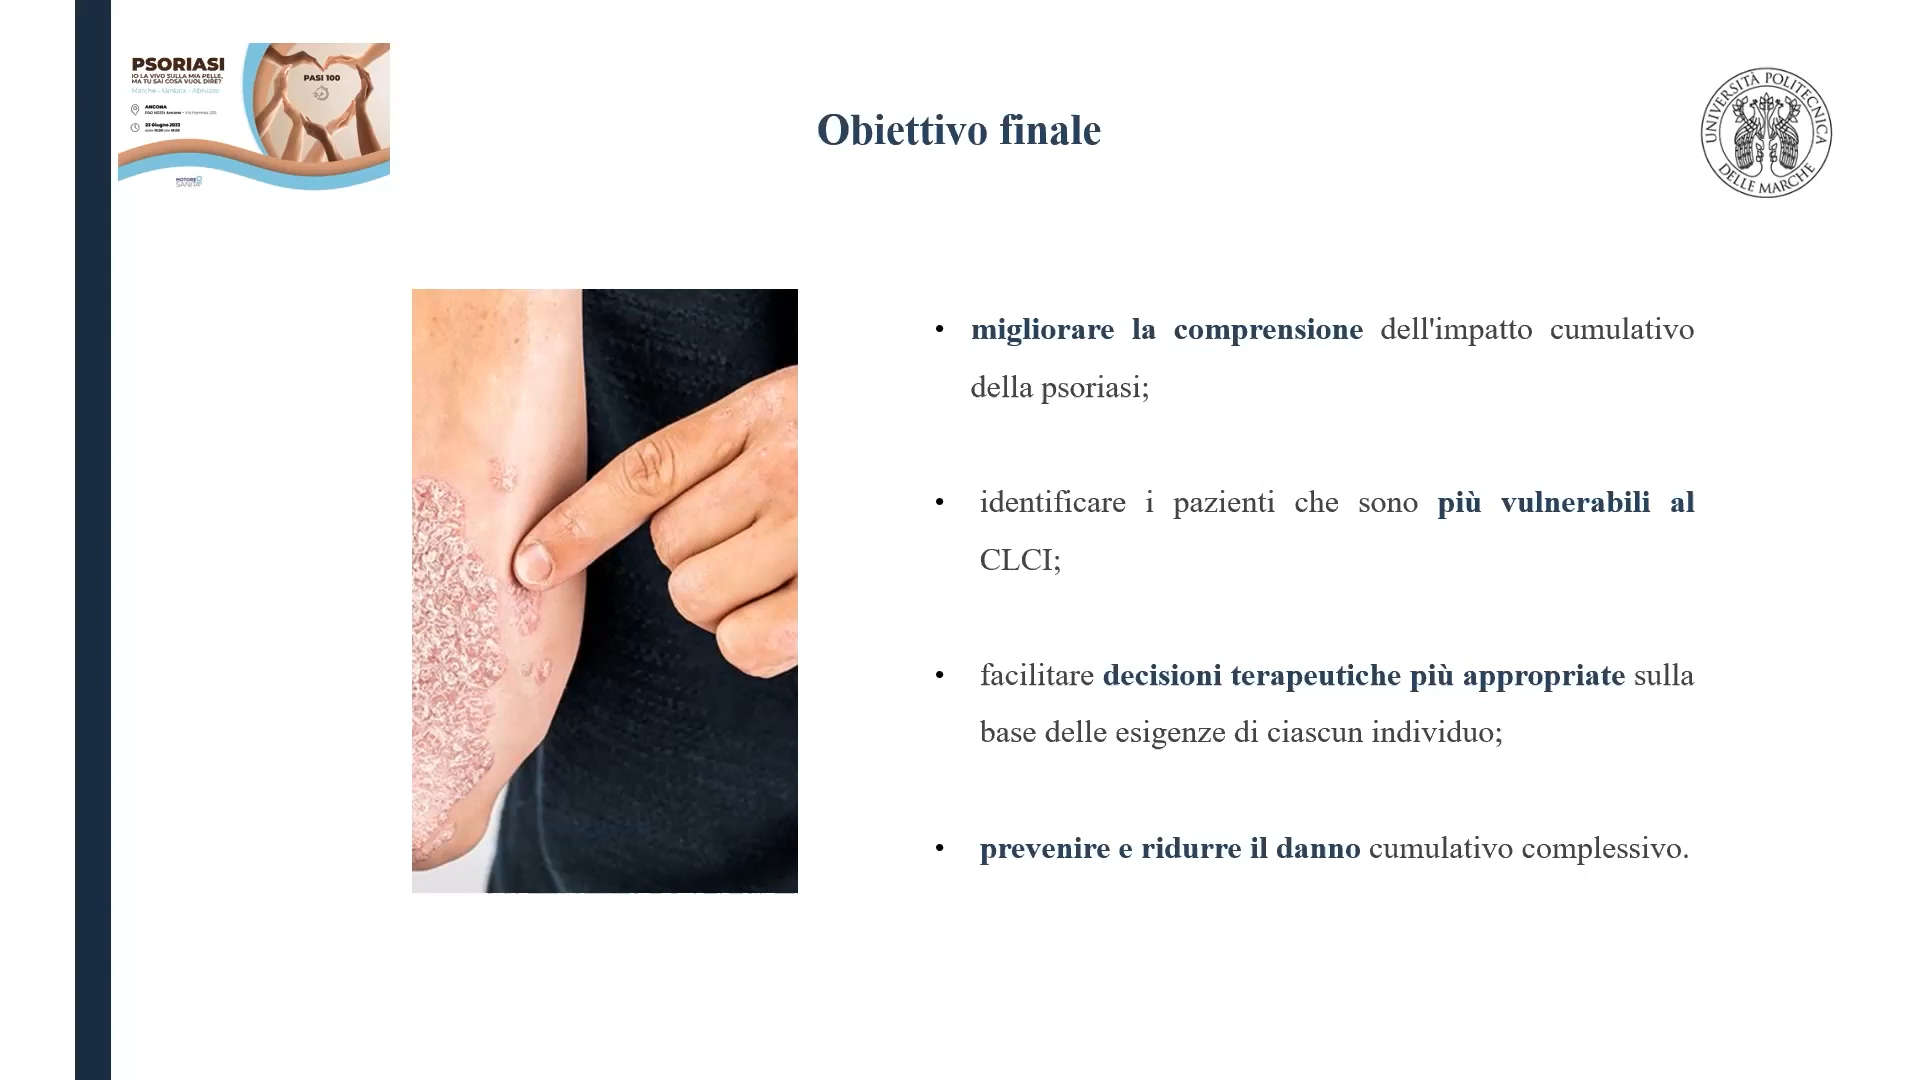 PSORIASI
IO LA VIVO SULLA MIA PELLE,
MA TU SAI COSA VUOL DIRE?
Marche - Umbria - Abruzzo
PASI 100
ANCONA
22 Giugno 2022
MOTORE
SANITÀ
Obiettivo finale
UNIVERSITÀ POLITECNICA
DELLE MARCHE
• migliorare la comprensione dell'impatto cumulativo
della psoriasi;
• identificare i pazienti che sono più vulnerabili al
CLCI;
• facilitare decisioni terapeutiche più appropriate sulla
base delle esigenze di ciascun individuo;
• prevenire e ridurre il danno cumulativo complessivo.